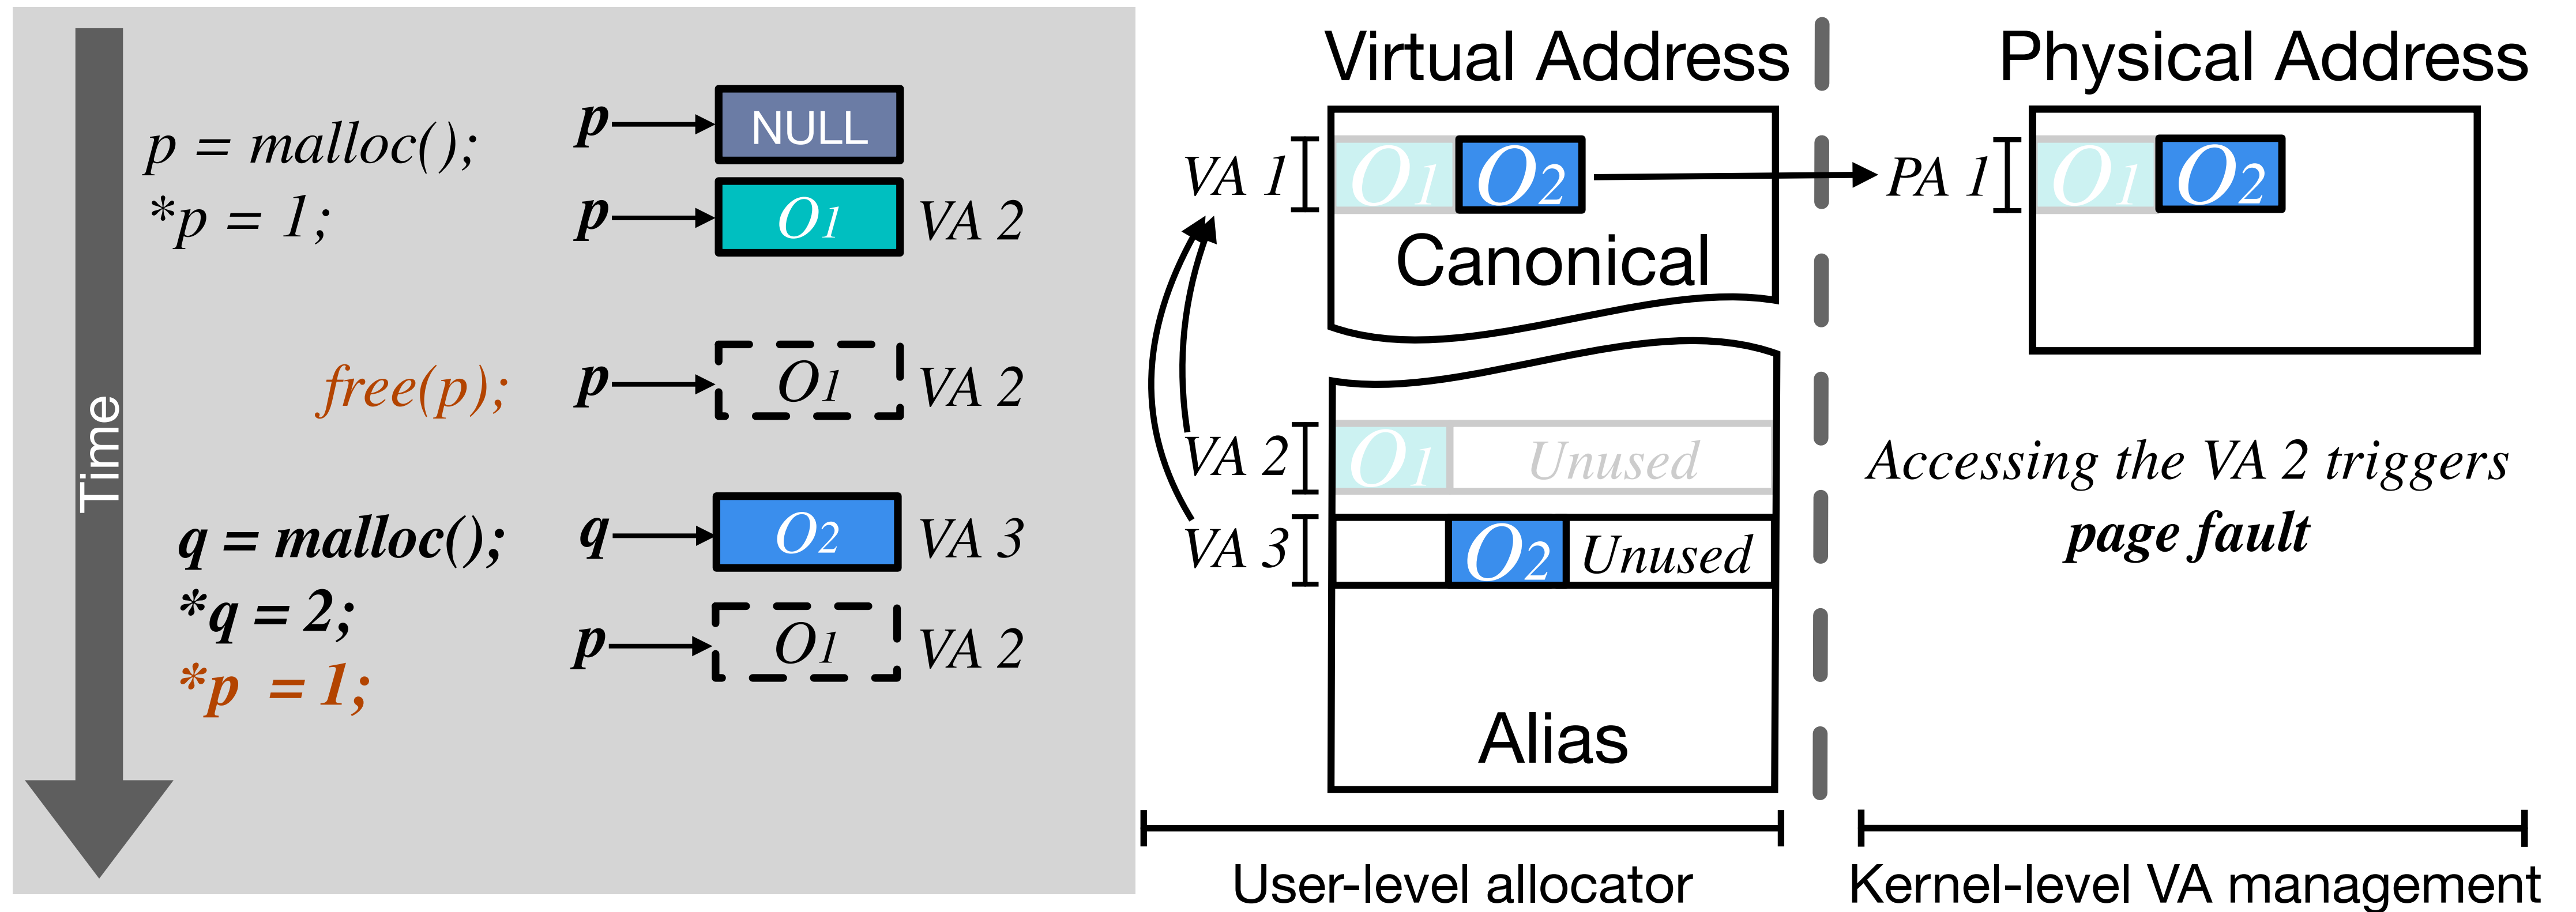 Time
p = malloc();
*p = 1;
free(p);
q = malloc();
*q = 2;
*p = 1;
p
NULL
p
O1
VA 2
p
O1
VA 2
q
O2
VA 3
p
O1
VA 2
Virtual Address
VA 1
O1
O2
Canonical
VA 2
O1
Unused
VA 3
O2
Unused
Alias
User-level allocator
Physical Address
PA 1
O1
O2
Accessing the VA 2 triggers
page fault
Kernel-level VA management